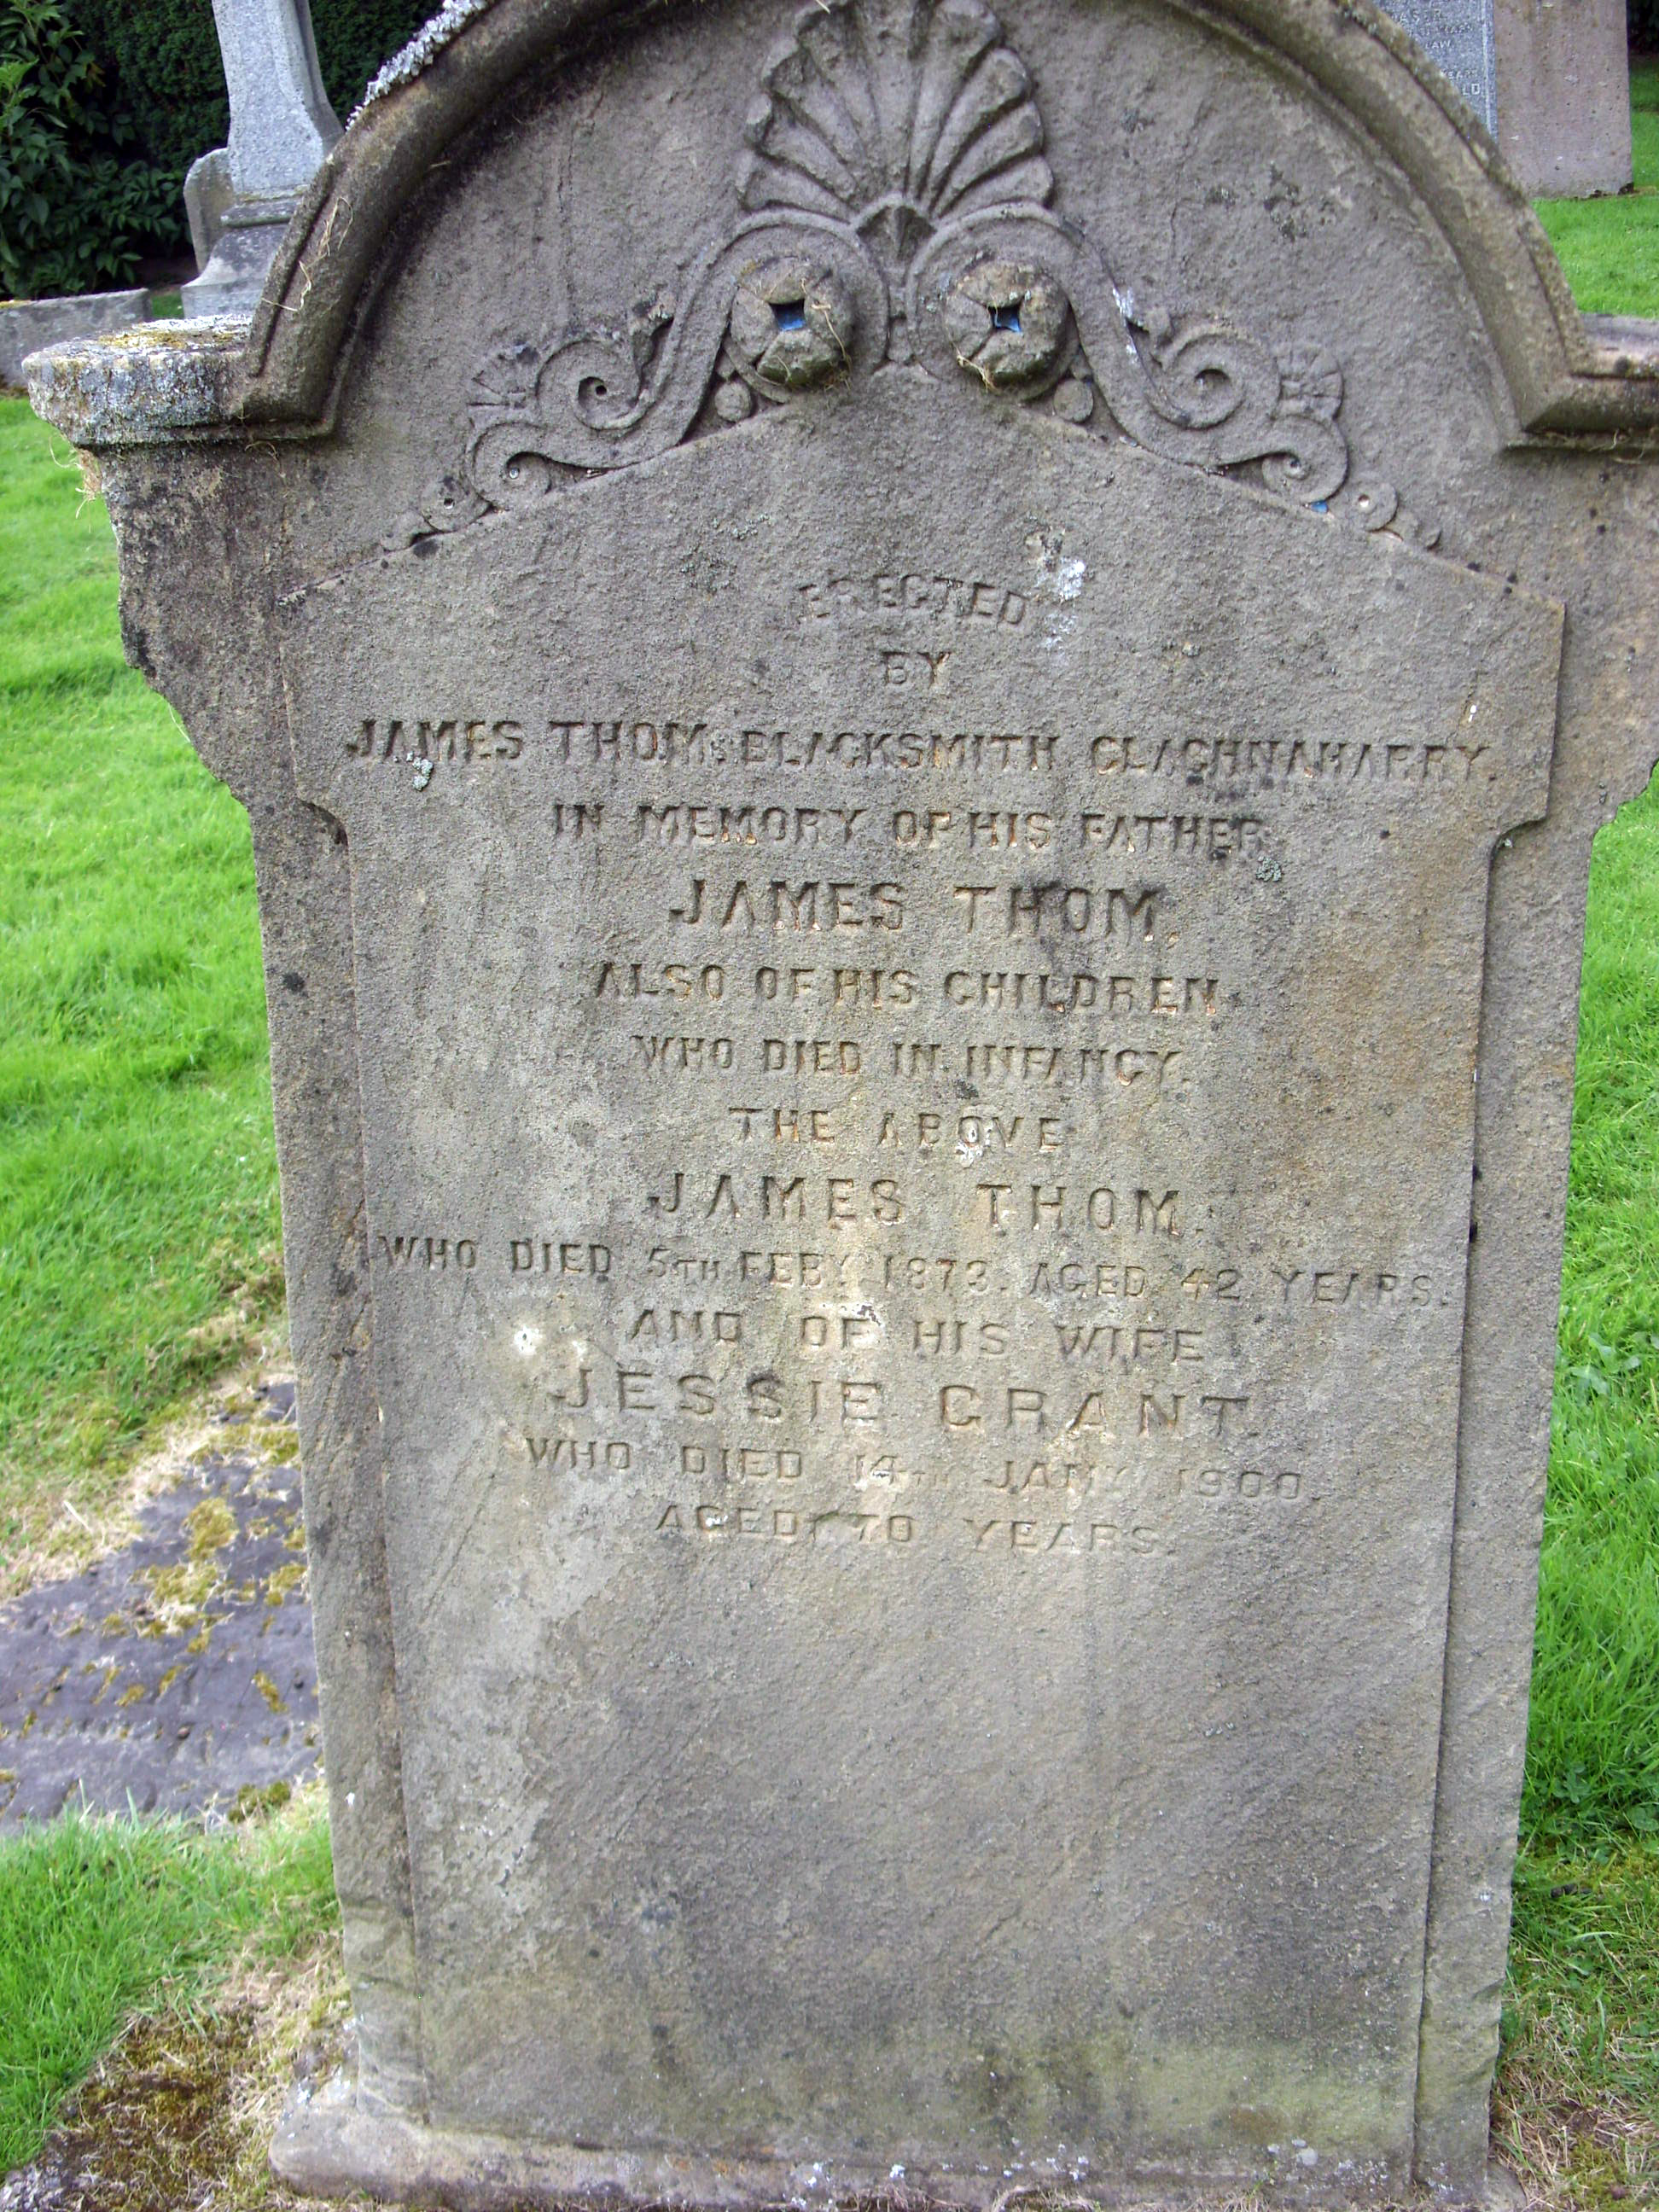 ERECTED
BY
JAMES THOM. BLACKSMITH CLACHNAHARRY.
IN MEMORY OF HIS FATHER
JAMES THOM,
ALSO OF HIS CHILDREN
WHO DIED IN INFANCY.
THE ABOVE
JAMES THOM.
WHO DIED 5TH FEBY 1873. AGED 42 YEARS.
AND OF HIS WIFE
JESSIE GRANT
WHO DIED 14TH JANY 1900.
AGED 70 YEARS.